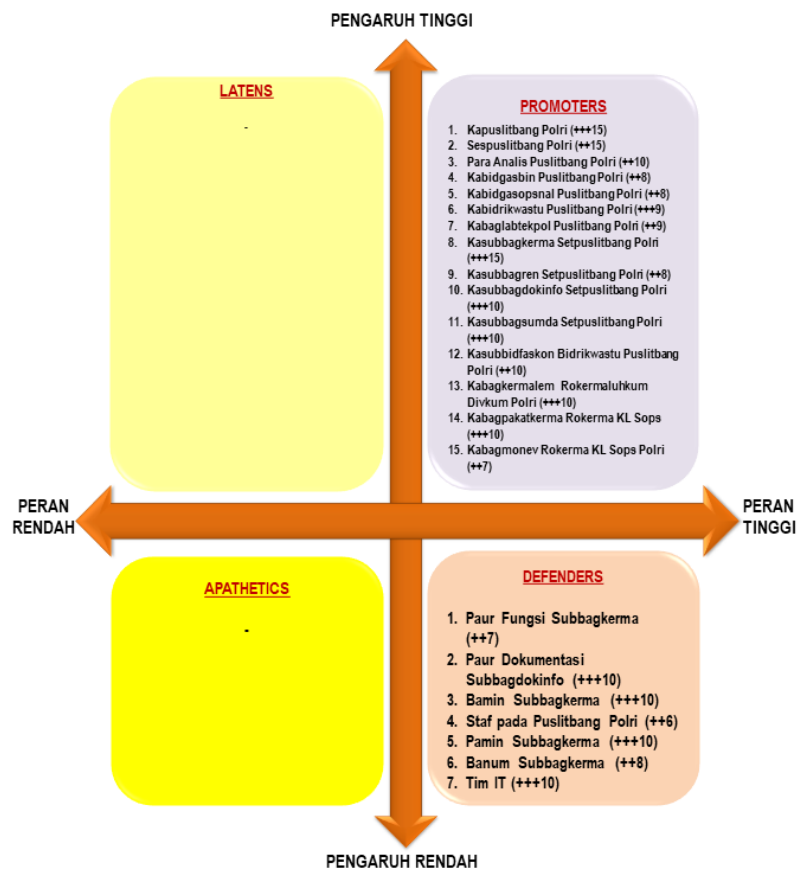 PENGARUH TINGGI
LATENS
-
PROMOTERS
1. Kapuslitbang Polri (+++15)
2. Sespuslitbang Polri (++15)
3. Para Analis Puslitbang Polri (++10)
4. Kabidgasbin Puslitbang Polri (++8)
5. Kabidgasopsnal Puslitbang Polri (++8)
6. Kabidrikwastu Puslitbang Polri (+++9)
7. Kabaglabtekpol Puslitbang Polri (++9)
8. Kasubbagkerma Setpuslitbang Polri
(+++15)
9. Kasubbagren Setpuslitbang Polri (++8)
10. Kasubbagdokinfo Setpuslitbang Polri
(+++10)
11. Kasubbagsumda Setpuslitbang Polri
(+++10)
12. Kasubbidfaskon Bidrikwastu Puslitbang
Polri (++10)
13. Kabagkermalem Rokermaluhkum
Divkum Polri (+++10)
14. Kabagpakatkerma Rokerma KL Sops
(+++10)
15. Kabagmonev Rokerma KL Sops Polri
(++7)
PERAN
RENDAH
PERAN
TINGGI
APATHETICS
-
DEFENDERS
1. Paur Fungsi Subbagkerma
(++7)
2. Paur Dokumentasi
Subbagdokinfo (+++10)
3. Bamin Subbagkerma (+++10)
4. Staf pada Puslitbang Polri (++6)
5. Pamin Subbagkerma (+++10)
6. Banum Subbagkerma (++8)
7. Tim IT (+++10)
PENGARUH RENDAH